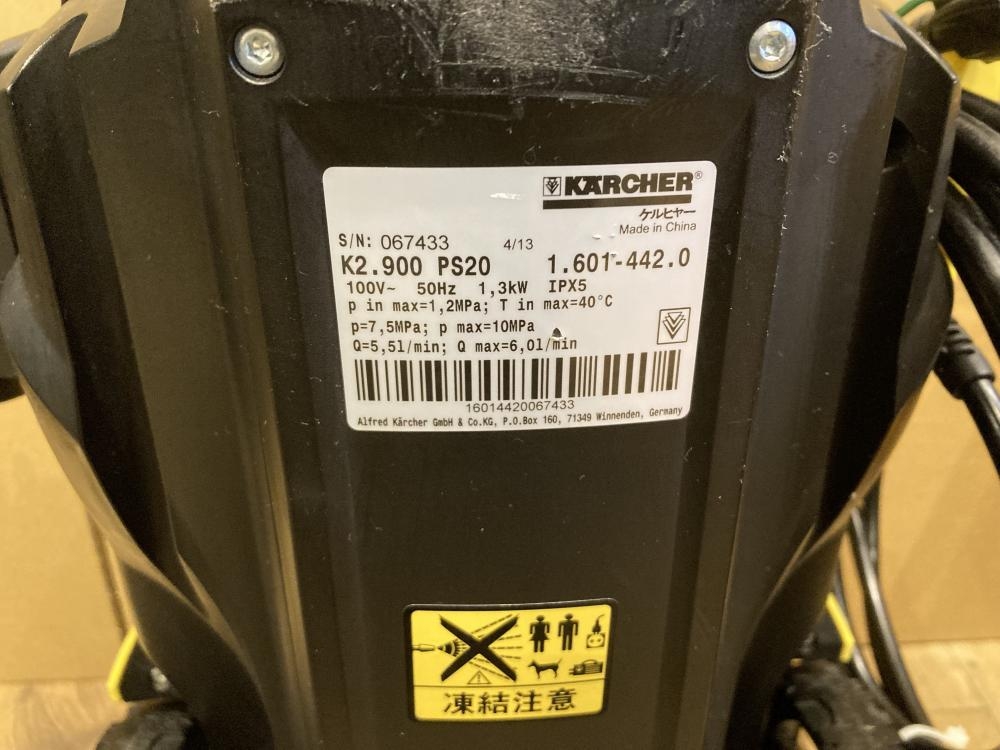 KÄRCHER®
ケルヒャー
Made in China
S/N: 067433 4/13
K2.900 PS20 1.601-442.0
100V~ 50Hz 1,3kW IPX5
p in max=1,2MPa; T in max=40°C
p=7,5MPa; p max=10MPa
Q=5,5l/min; Q max=6,0l/min
16014420067433
Alfred Kärcher GmbH & Co.KG, P.O.Box 160, 71349 Winnenden, Germany
凍結注意